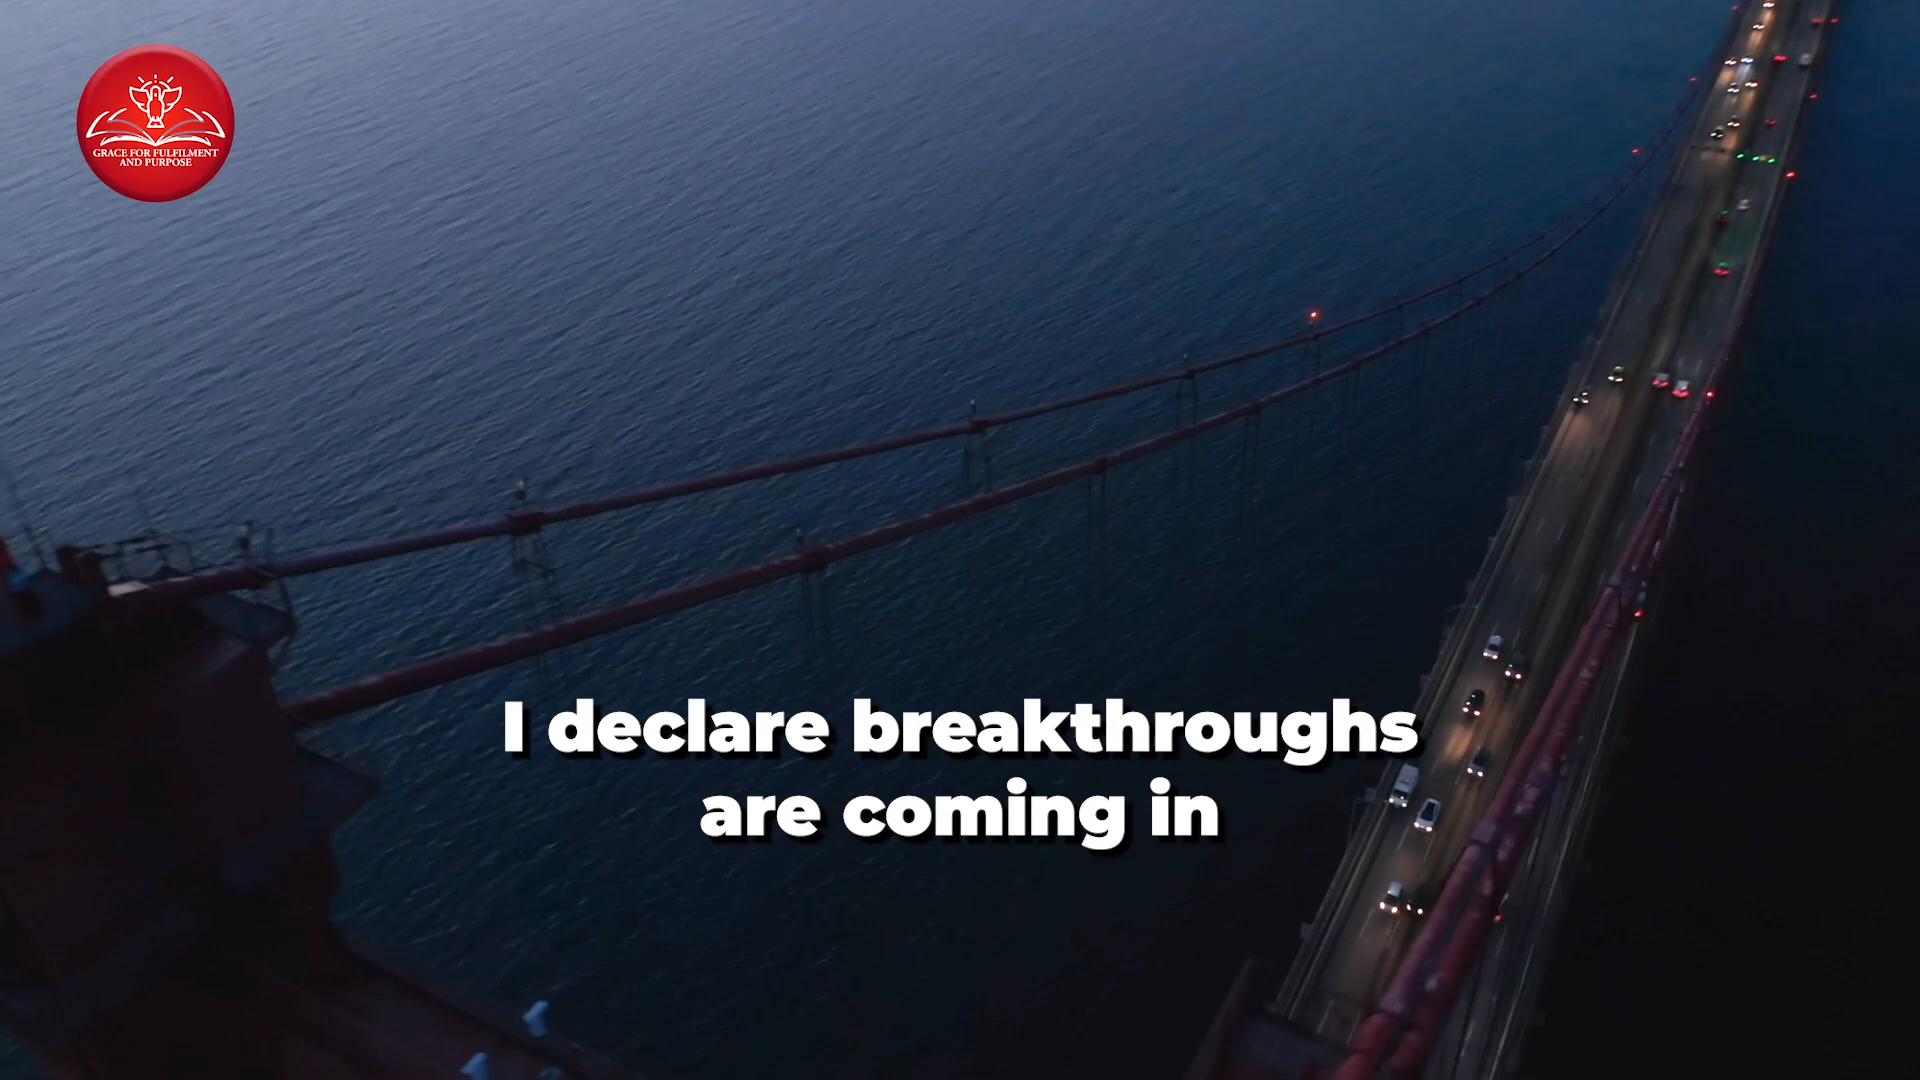 GRACE FOR FULFILMENT
AND PURPOSE
I declare breakthroughs
are coming in